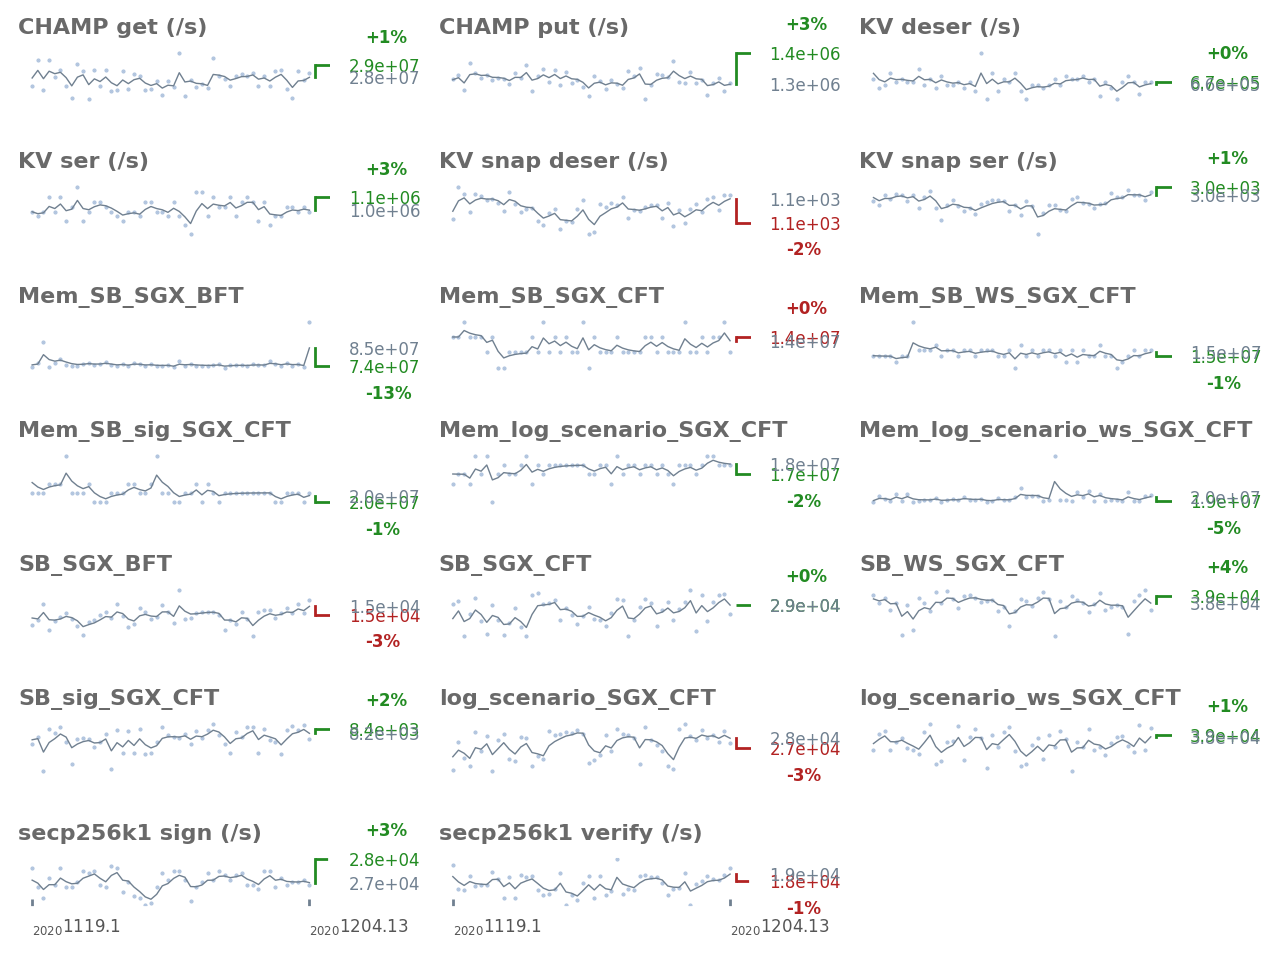 CHAMP get (/s)
+1%
2.9e+07
2.8e+07
CHAMP put (/s)
+3%
1.4e+06
1.3e+06
KV deser (/s)
+0%
6.7e+05
6.6e+05
KV ser (/s)
+3%
1.1e+06
1.0e+06
KV snap deser (/s)
1.1e+03
1.1e+03
-2%
KV snap ser (/s)
+1%
3.0e+03
3.0e+03
Mem_SB_SGX_BFT
8.5e+07
7.4e+07
-13%
Mem_SB_SGX_CFT
+0%
1.4e+07
1.4e+07
Mem_SB_WS_SGX_CFT
1.5e+07
1.5e+07
-1%
Mem_SB_sig_SGX_CFT
2.0e+07
2.0e+07
-1%
Mem_log_scenario_SGX_CFT
1.8e+07
1.7e+07
-2%
Mem_log_scenario_ws_SGX_CFT
2.0e+07
1.9e+07
-5%
SB_SGX_BFT
1.5e+04
1.5e+04
-3%
SB_SGX_CFT
+0%
2.9e+04
2.9e+04
SB_WS_SGX_CFT
+4%
3.9e+04
3.8e+04
SB_sig_SGX_CFT
+2%
8.4e+03
8.2e+03
log_scenario_SGX_CFT
2.8e+04
2.7e+04
-3%
log_scenario_ws_SGX_CFT
+1%
3.9e+04
3.8e+04
secp256k1 sign (/s)
+3%
2.8e+04
2.7e+04
secp256k1 verify (/s)
1.9e+04
1.8e+04
-1%
2020 1119.1
2020 1204.13
2020 1119.1
2020 1204.13